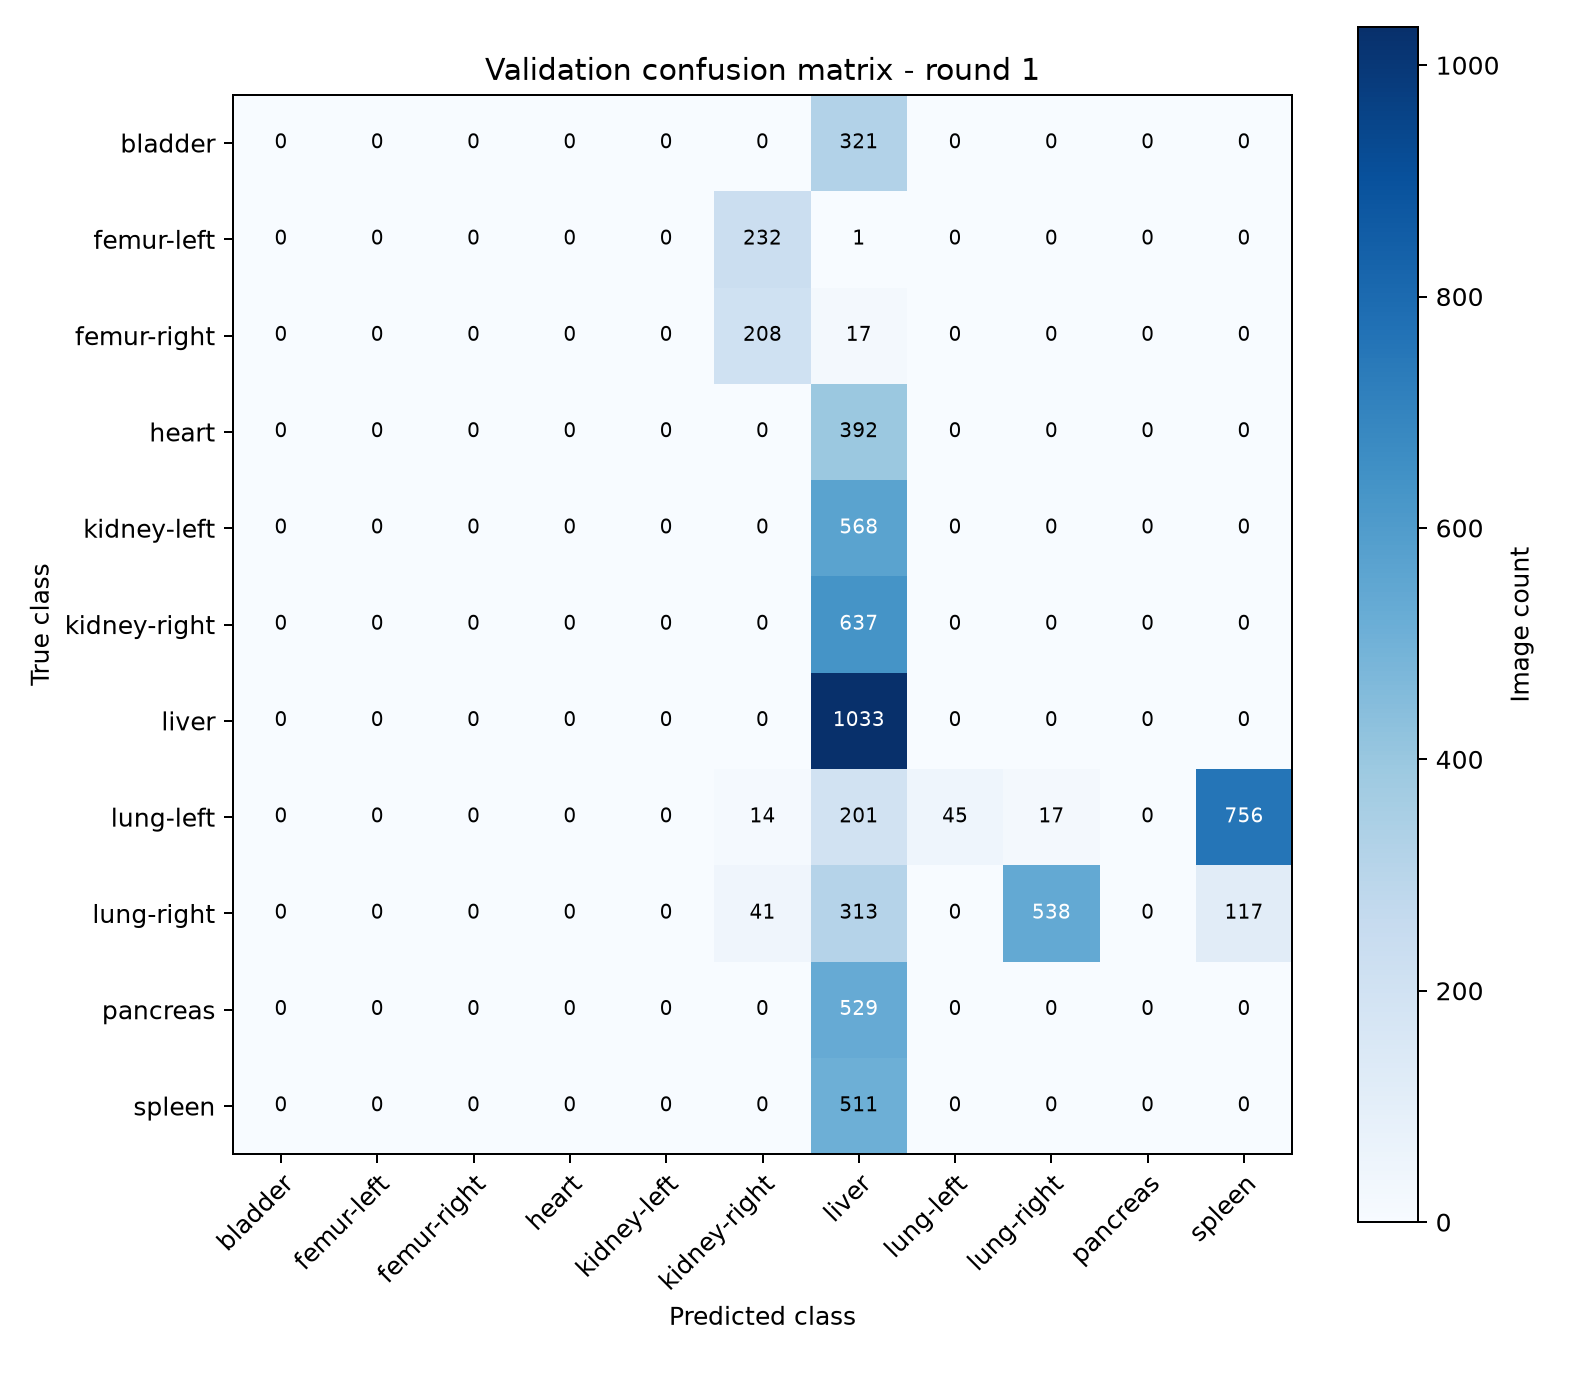 Validation confusion matrix - round 1
bladder 0 0 0 0 0 0 321 0 0 0 0
femur-left 0 0 0 0 0 232 1 0 0 0 0
femur-right 0 0 0 0 0 208 17 0 0 0 0
heart 0 0 0 0 0 0 392 0 0 0 0
kidney-left 0 0 0 0 0 0 568 0 0 0 0
kidney-right 0 0 0 0 0 0 637 0 0 0 0
liver 0 0 0 0 0 0 1033 0 0 0 0
lung-left 0 0 0 0 0 14 201 45 17 0 756
lung-right 0 0 0 0 0 41 313 0 538 0 117
pancreas 0 0 0 0 0 0 529 0 0 0 0
spleen 0 0 0 0 0 0 511 0 0 0 0
True class
bladder femur-left femur-right heart kidney-left kidney-right liver lung-left lung-right pancreas spleen
Predicted class
1000
800
600
400
200
0
Image count